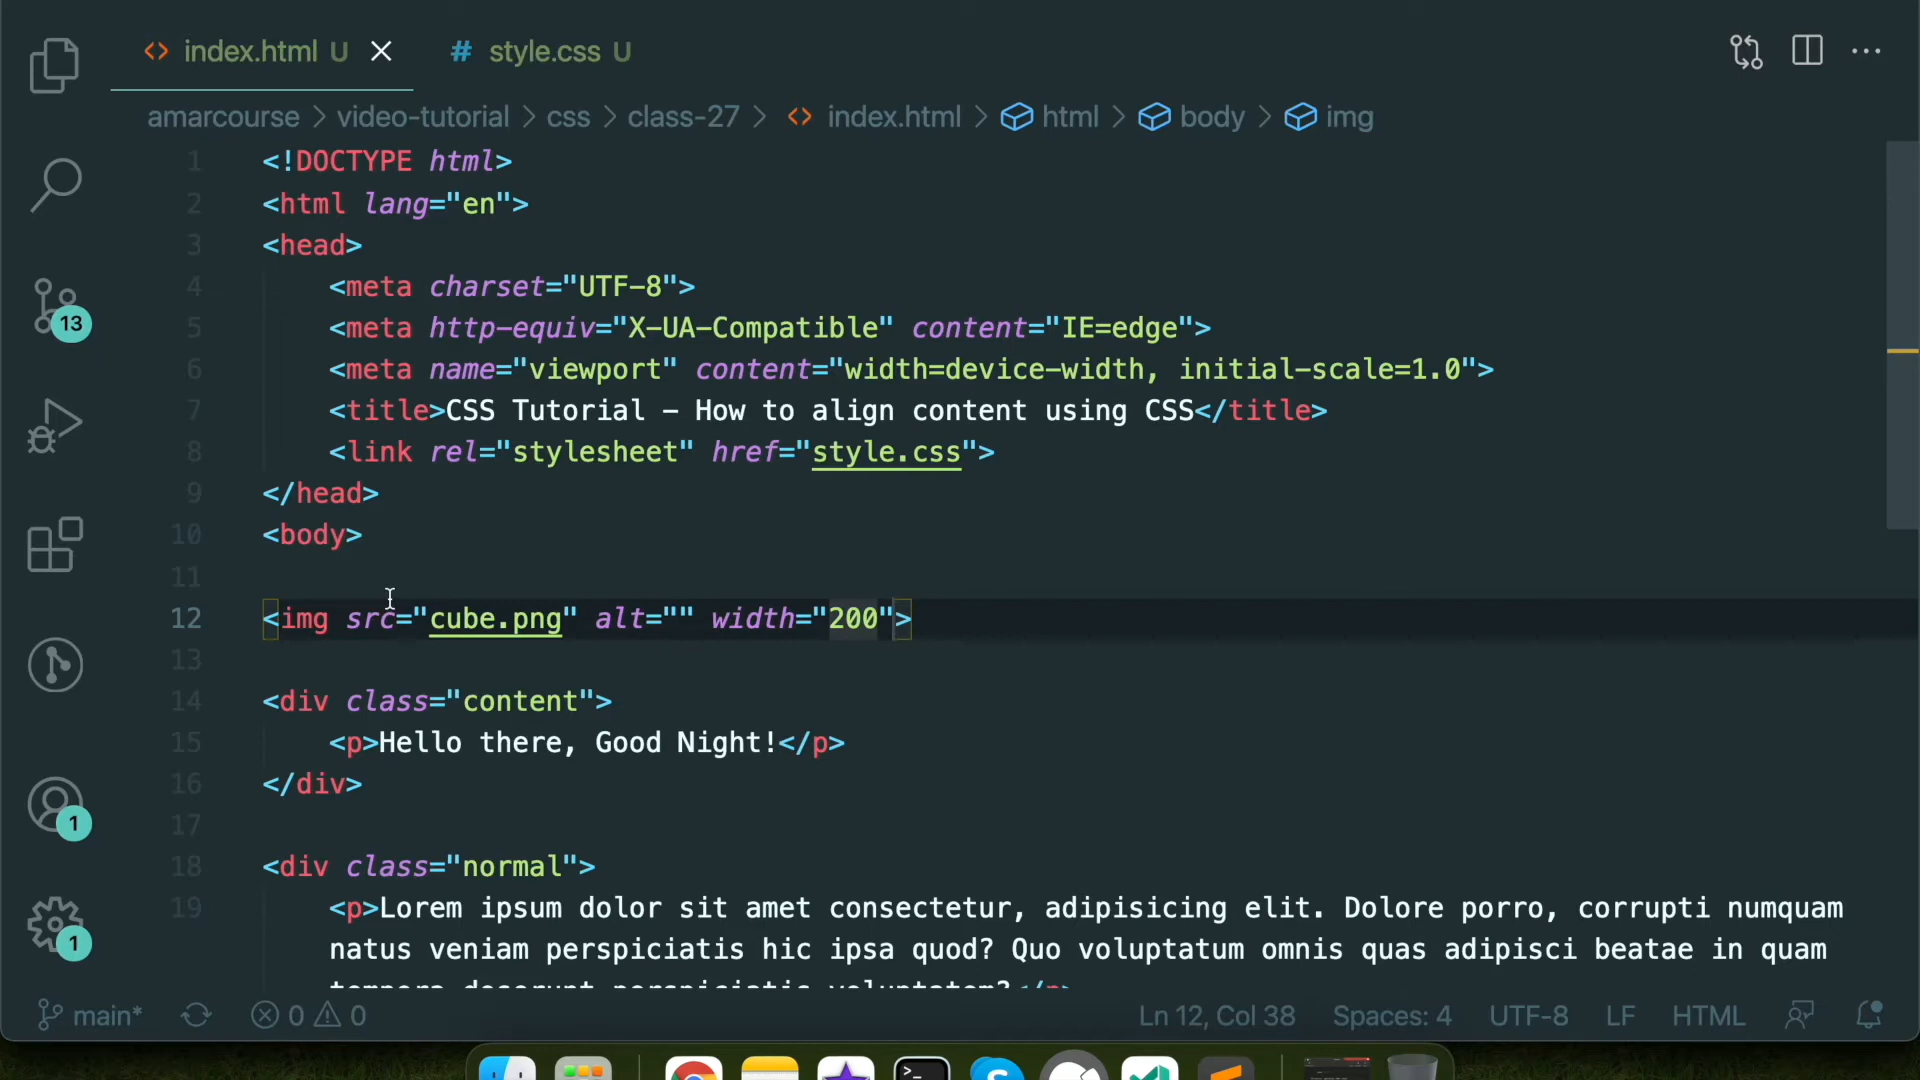 index.html U
style.css U
amarcourse > video-tutorial > css > class-27 > index.html > html > body > img
1 <!DOCTYPE html>
2 <html lang="en">
3 <head>
4 <meta charset="UTF-8">
5 <meta http-equiv="X-UA-Compatible" content="IE=edge">
6 <meta name="viewport" content="width=device-width, initial-scale=1.0">
7 <title>CSS Tutorial - How to align content using CSS</title>
8 <link rel="stylesheet" href="style.css">
9 </head>
10 <body>
11
12 <img src="cube.png" alt="" width="200">
13
14 <div class="content">
15 <p>Hello there, Good Night!</p>
16 </div>
17
18 <div class="normal">
19 <p>Lorem ipsum dolor sit amet consectetur, adipisicing elit. Dolore porro, corrupti numquam
natus veniam perspiciatis hic ipsa quod? Quo voluptatum omnis quas adipisci beatae in quam
13
1
1
main* 0 0 Ln 12, Col 38 Spaces: 4 UTF-8 LF HTML